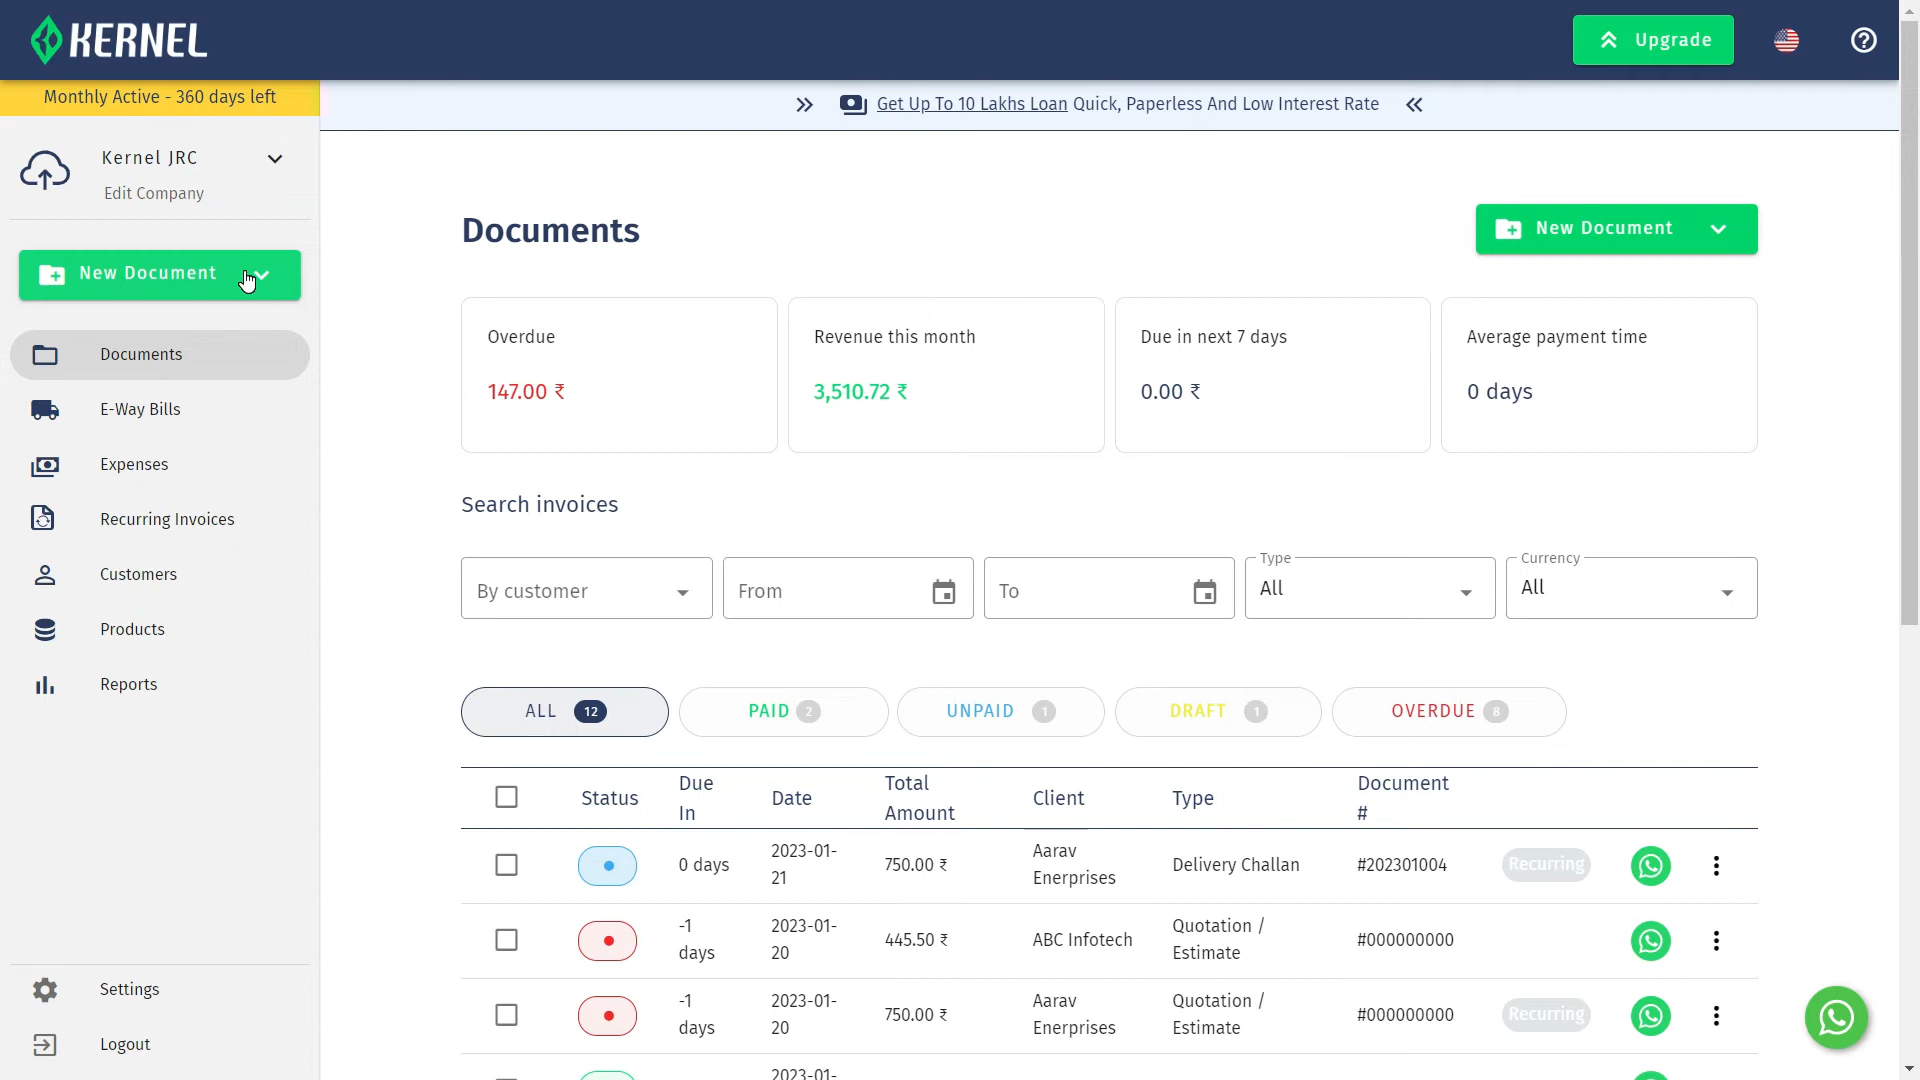 KERNEL
Upgrade
Monthly Active - 360 days left
Get Up To 10 Lakhs Loan Quick, Paperless And Low Interest Rate
Kernel JRC
Edit Company
New Document
Documents
E-Way Bills
Expenses
Recurring Invoices
Customers
Products
Reports
Settings
Logout
Documents
New Document
Overdue
147.00 ₹
Revenue this month
3,510.72 ₹
Due in next 7 days
0.00 ₹
Average payment time
0 days
Search invoices
By customer
From
To
Type
All
Currency
All
ALL 12
PAID 2
UNPAID 1
DRAFT 1
OVERDUE 8
Status
Due
In
Date
Total
Amount
Client
Type
Document
#
0 days
2023-01-
21
750.00 ₹
Aarav
Enerprises
Delivery Challan
#202301004
Recurring
-1
days
2023-01-
20
445.50 ₹
ABC Infotech
Quotation /
Estimate
#000000000
-1
days
2023-01-
20
750.00 ₹
Aarav
Enerprises
Quotation /
Estimate
#000000000
Recurring
2023-01-